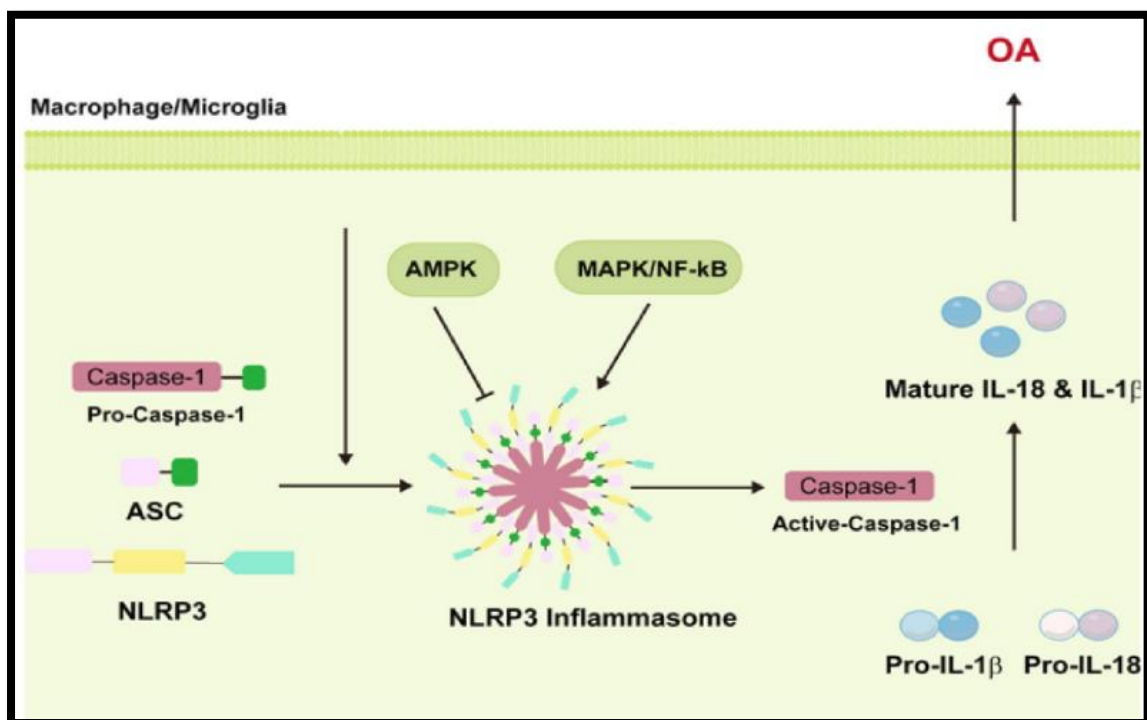 OA
Macrophage/Microglia
AMPK
MAPK/NF-kB
Caspase-1
Pro-Caspase-1
ASC
NLRP3
NLRP3 Inflammasome
Caspase-1
Active-Caspase-1
Mature IL-18 & IL-1β
Pro-IL-1β
Pro-IL-18